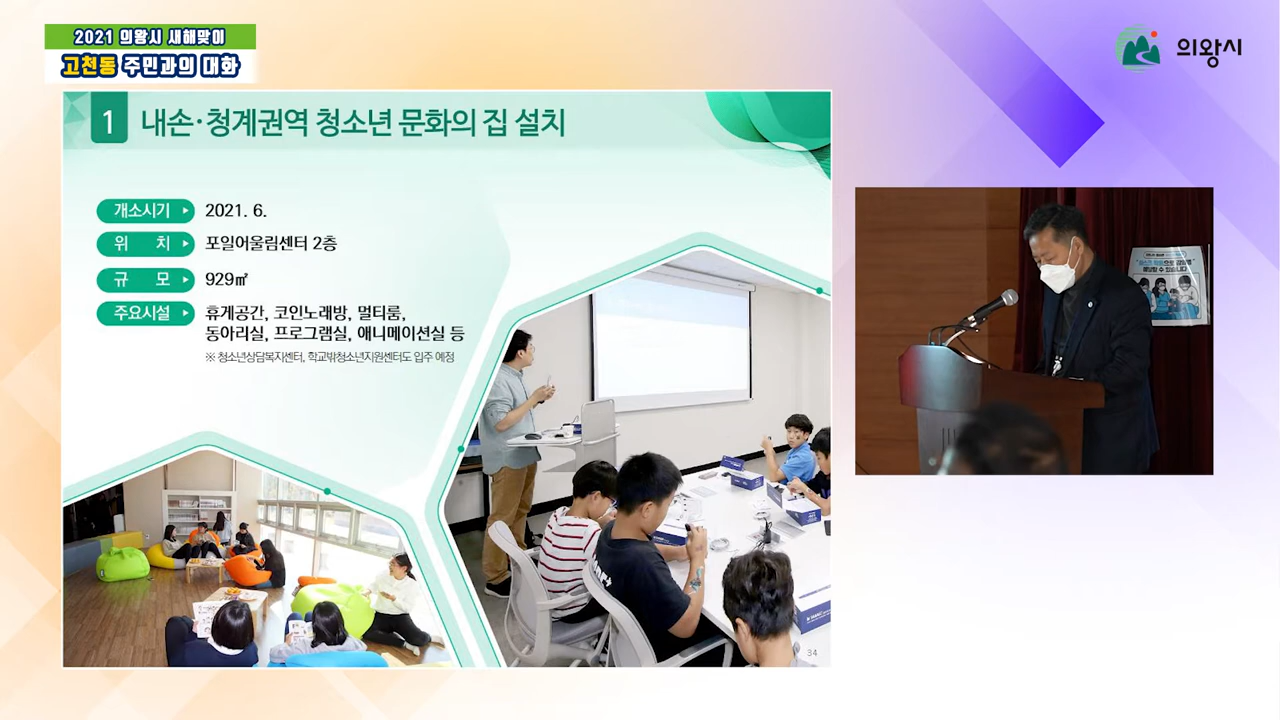 2021 의왕시 새해맞이
고천동 주민과의 대화
의왕시
1 내손·청계권역 청소년 문화의 집 설치
개소시기 2021. 6.
위 치 포일어울림센터 2층
규 모 929㎡
주요시설 휴게공간, 코인노래방, 멀티룸,
동아리실, 프로그램실, 애니메이션실 등
※ 청소년상담복지센터, 학교밖청소년지원센터도 입주 예정
34